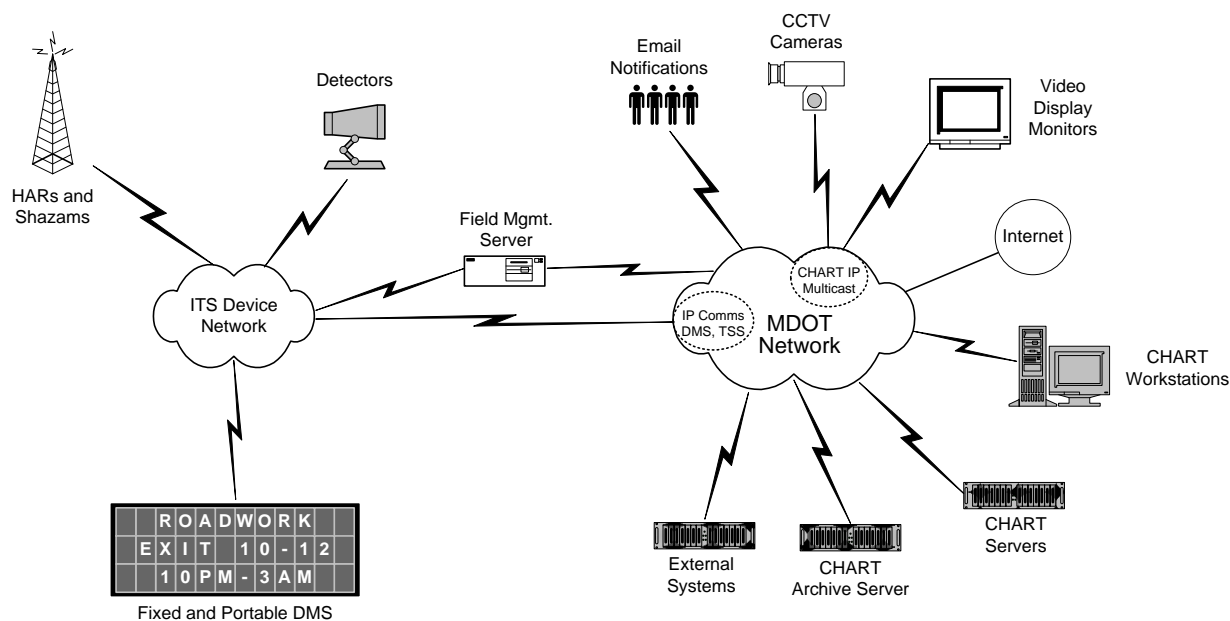 CCTV
Cameras
Email
Notifications
Detectors
Video
Display
Monitors
HARs and
Shazams
Field Mgmt.
Server
Internet
ITS Device
Network
CHART IP
Multicast
IP Comms
DMS, TSS
MDOT
Network
CHART
Workstations
ROADWORK
EXIT 10-12
10PM-3AM
Fixed and Portable DMS
External
Systems
CHART
Archive Server
CHART
Servers